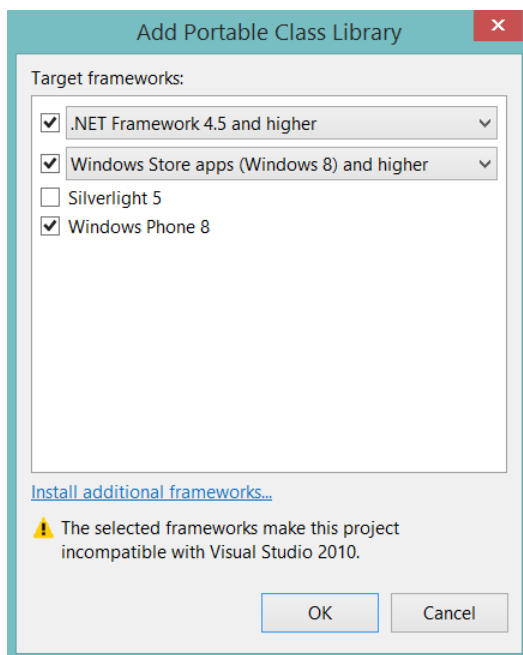 Add Portable Class Library
Target frameworks:
.NET Framework 4.5 and higher
Windows Store apps (Windows 8) and higher
Silverlight 5
Windows Phone 8
Install additional frameworks...
The selected frameworks make this project
incompatible with Visual Studio 2010.
OK
Cancel